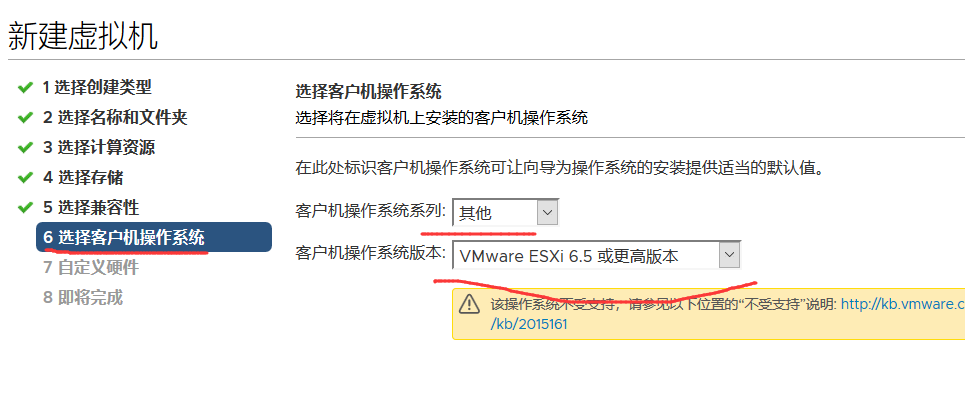 新建虚拟机
1 选择创建类型
2 选择名称和文件夹
3 选择计算资源
4 选择存储
5 选择兼容性
6 选择客户机操作系统
7 自定义硬件
8 即将完成
选择客户机操作系统
选择将在虚拟机上安装的客户机操作系统
在此处标识客户机操作系统可让向导为操作系统的安装提供适当的默认值。
客户机操作系统系列: 其他
客户机操作系统版本: VMware ESXi 6.5 或更高版本
该操作系统不受支持，请参见以下位置的“不受支持”说明: http://kb.vmware.c
/kb/2015161